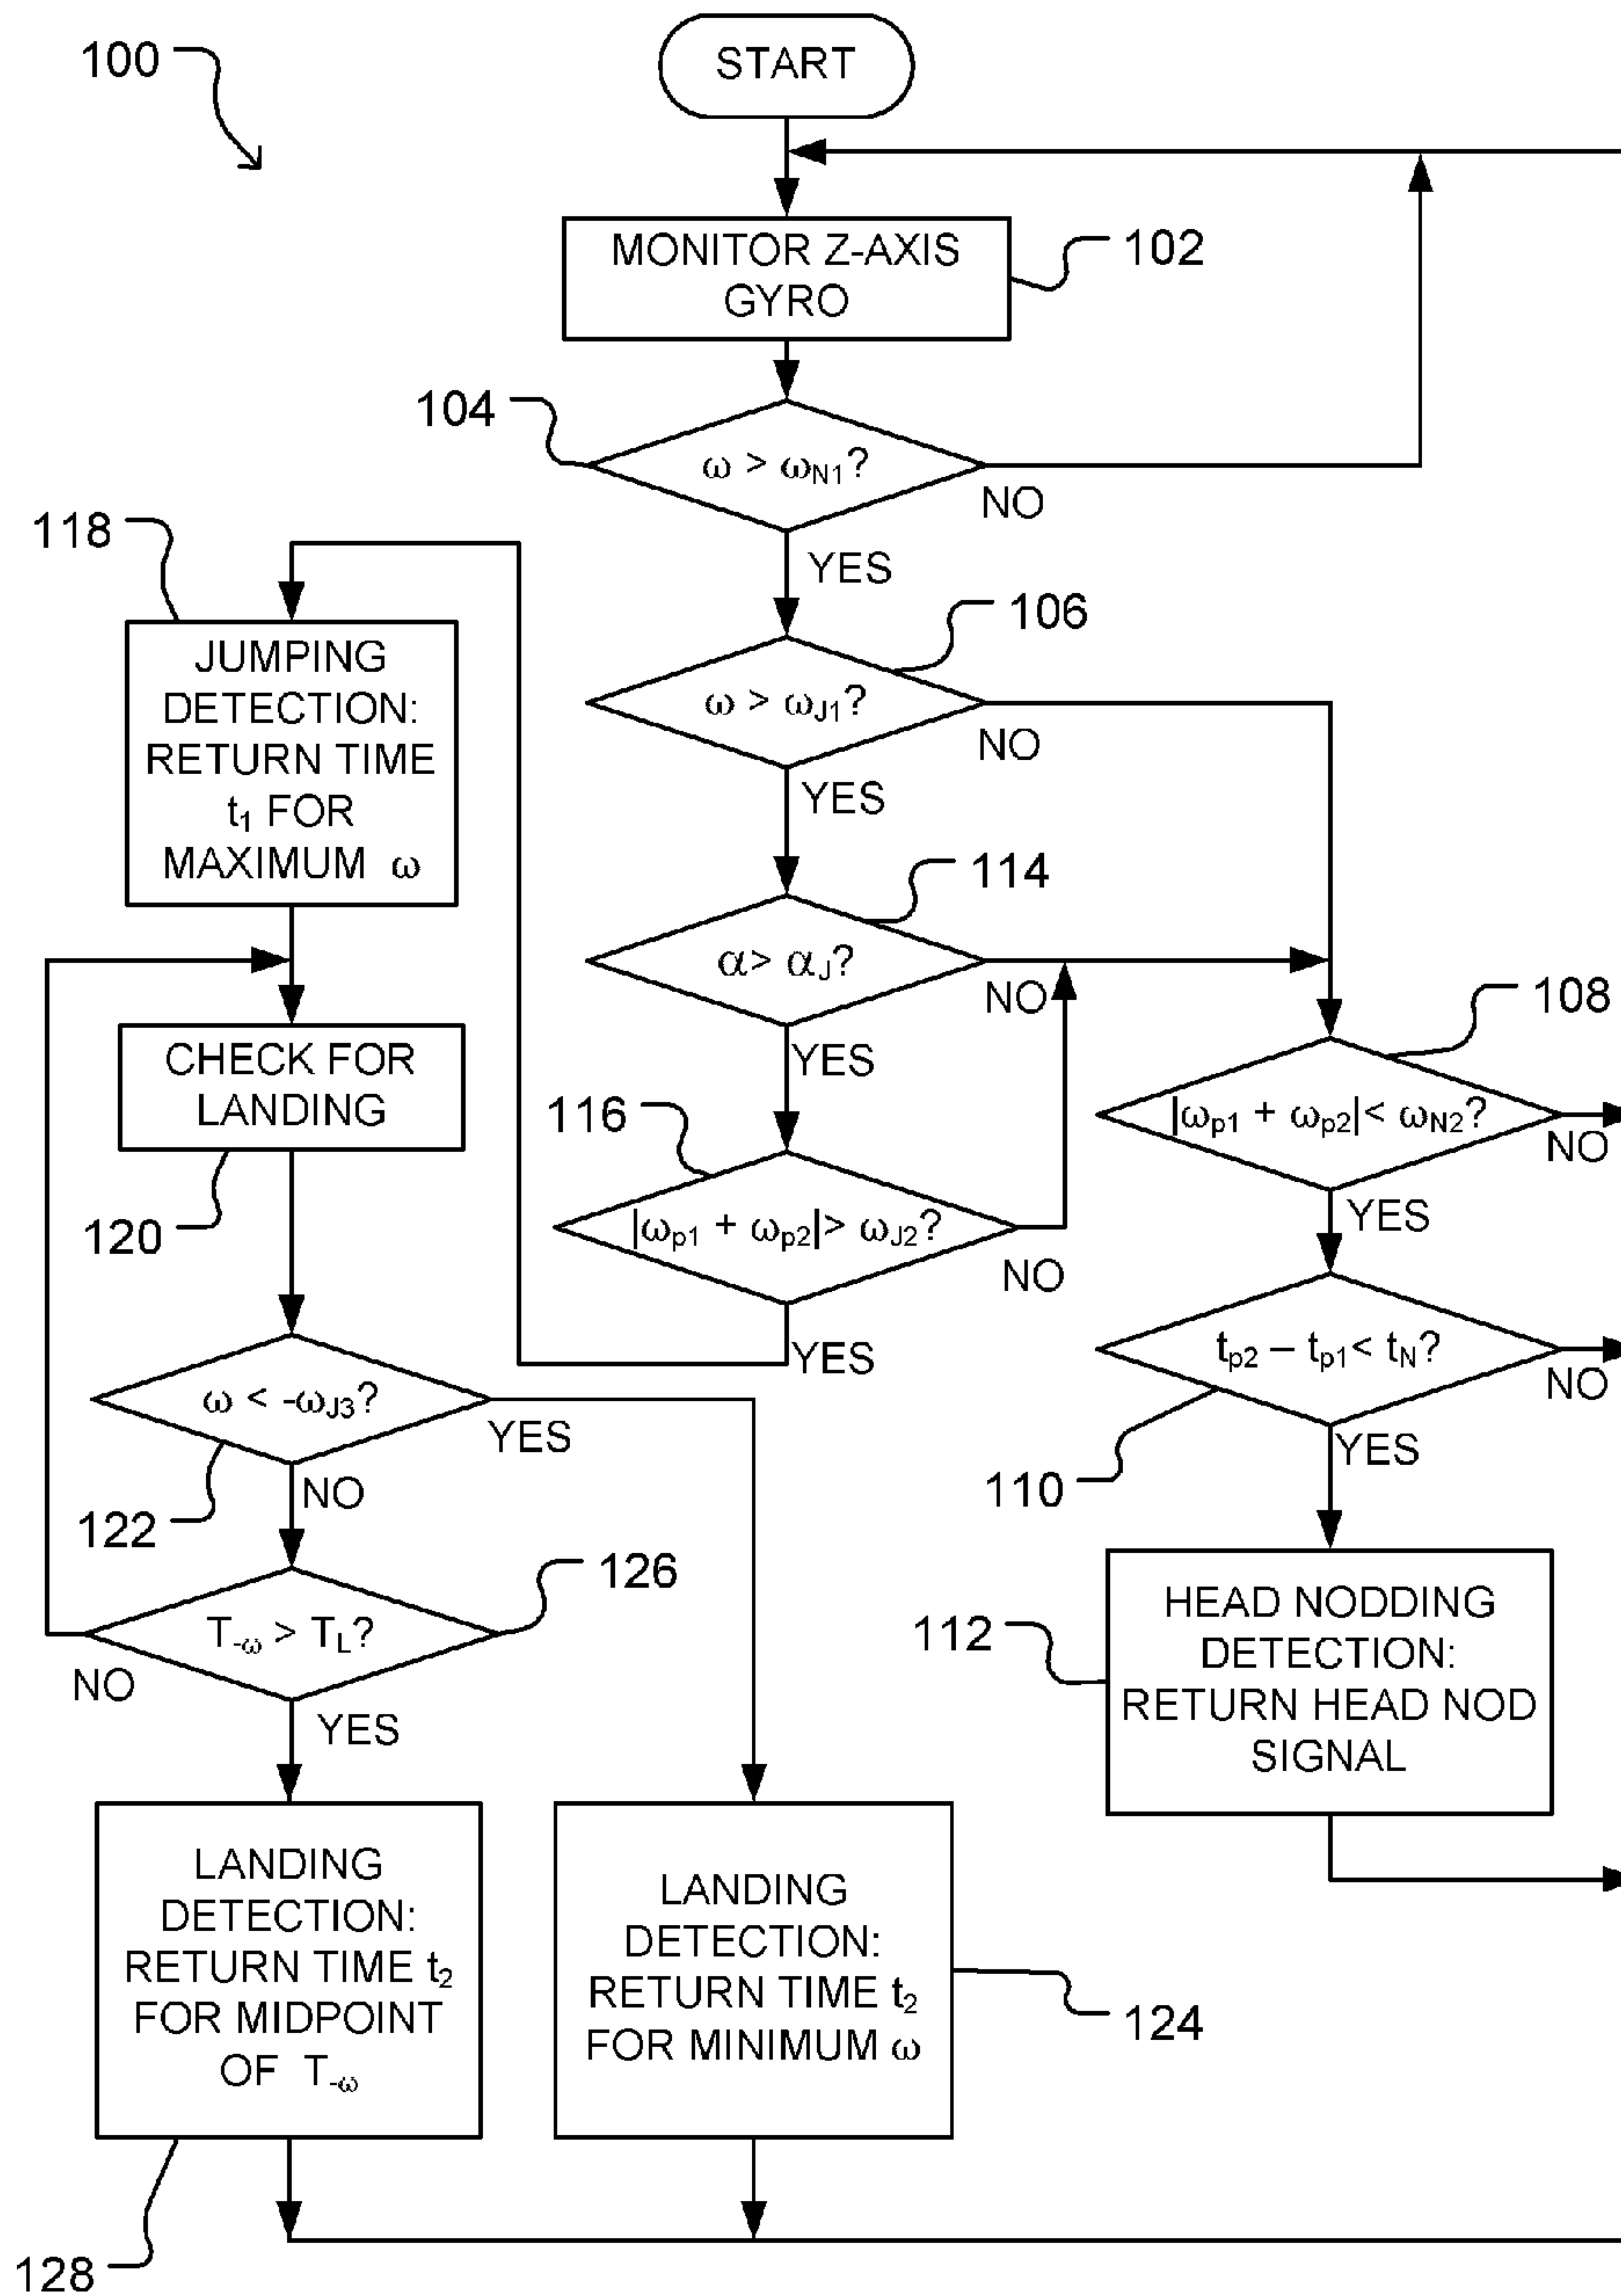 100
START
MONITOR Z-AXIS
GYRO
102
104
ω > ωN1?
NO
YES
118
JUMPING
DETECTION:
RETURN TIME
t1 FOR
MAXIMUM ω
106
ω > ωJ1?
NO
YES
114
α> αJ?
NO
YES
108
|ωp1 + ωp2|< ωN2?
NO
YES
CHECK FOR
LANDING
120
116
|ωp1 + ωp2|> ωJ2?
NO
YES
tp2 – tp1< tN?
NO
YES
110
ω < -ωJ3?
YES
NO
122
126
T-ω > TL?
NO
YES
112
HEAD NODDING
DETECTION:
RETURN HEAD NOD
SIGNAL
LANDING
DETECTION:
RETURN TIME t2
FOR MIDPOINT
OF T-ω
128
LANDING
DETECTION:
RETURN TIME t2
FOR MINIMUM ω
124